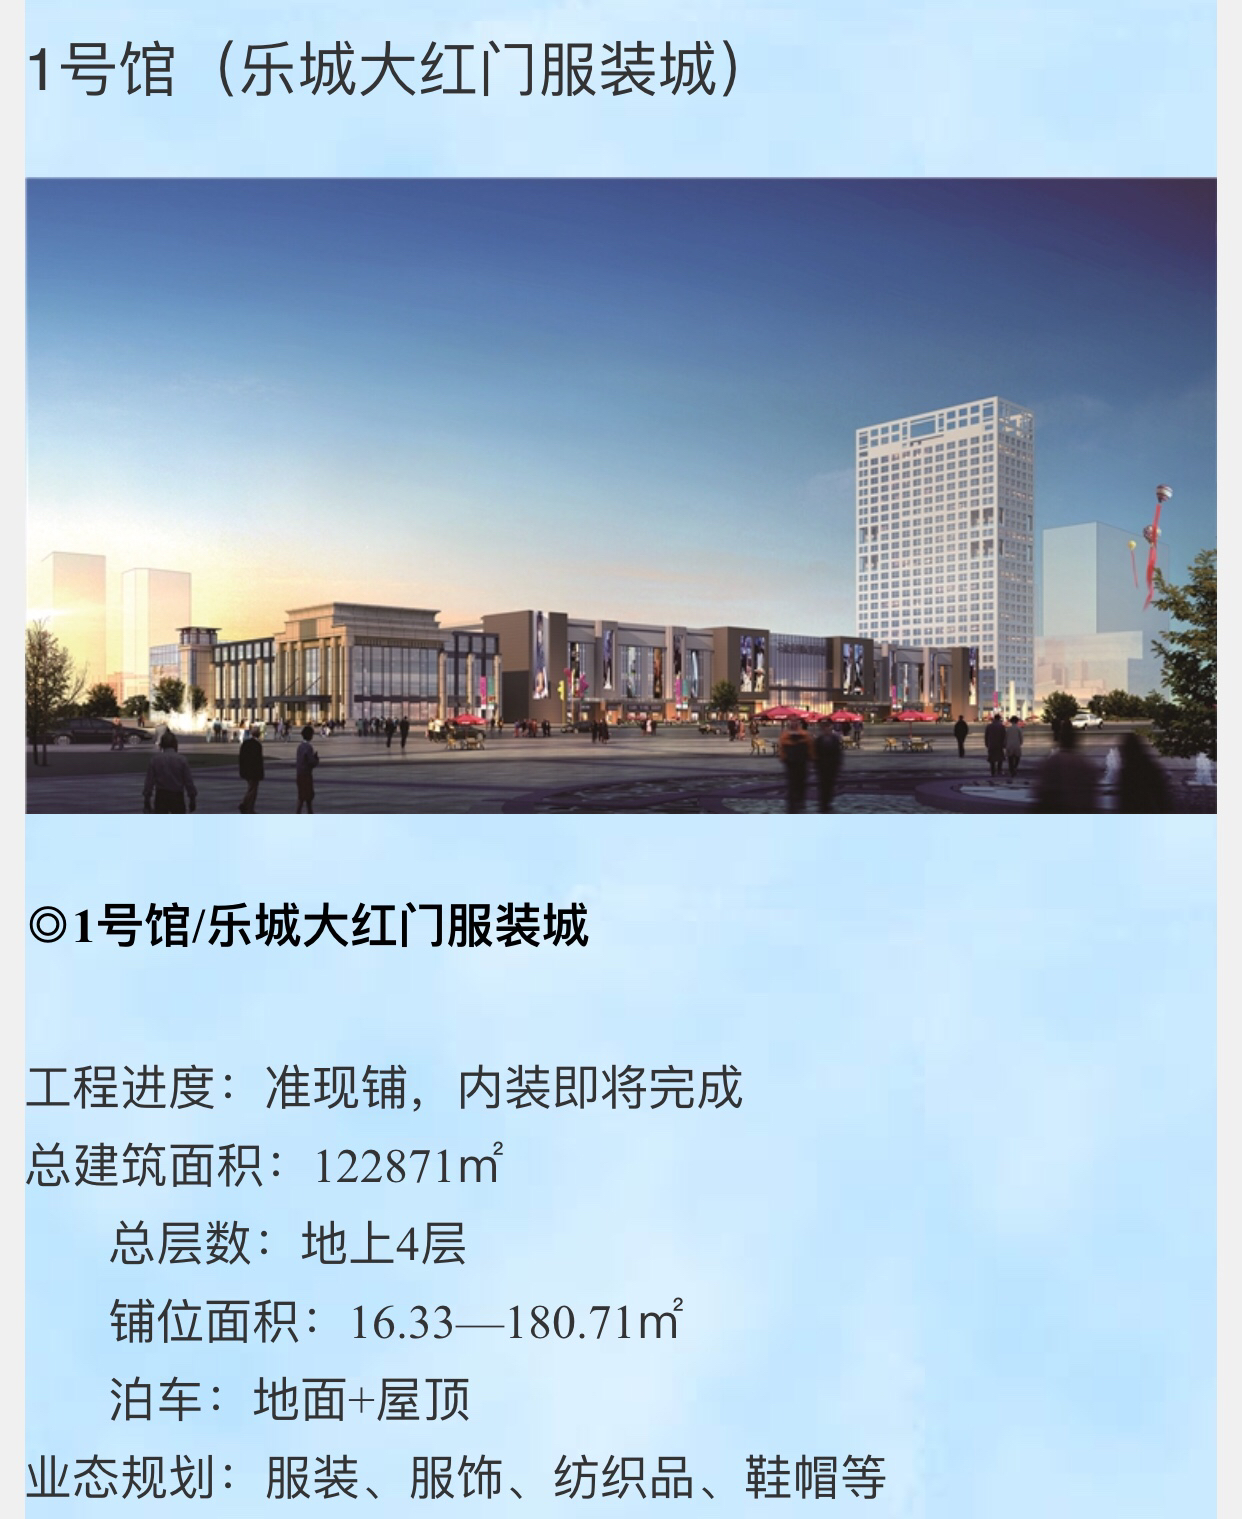 1号馆（乐城大红门服装城）
◎1号馆/乐城大红门服装城
工程进度：准现铺，内装即将完成
总建筑面积：122871㎡
总层数：地上4层
铺位面积：16.33—180.71㎡
泊车：地面+屋顶
业态规划：服装、服饰、纺织品、鞋帽等